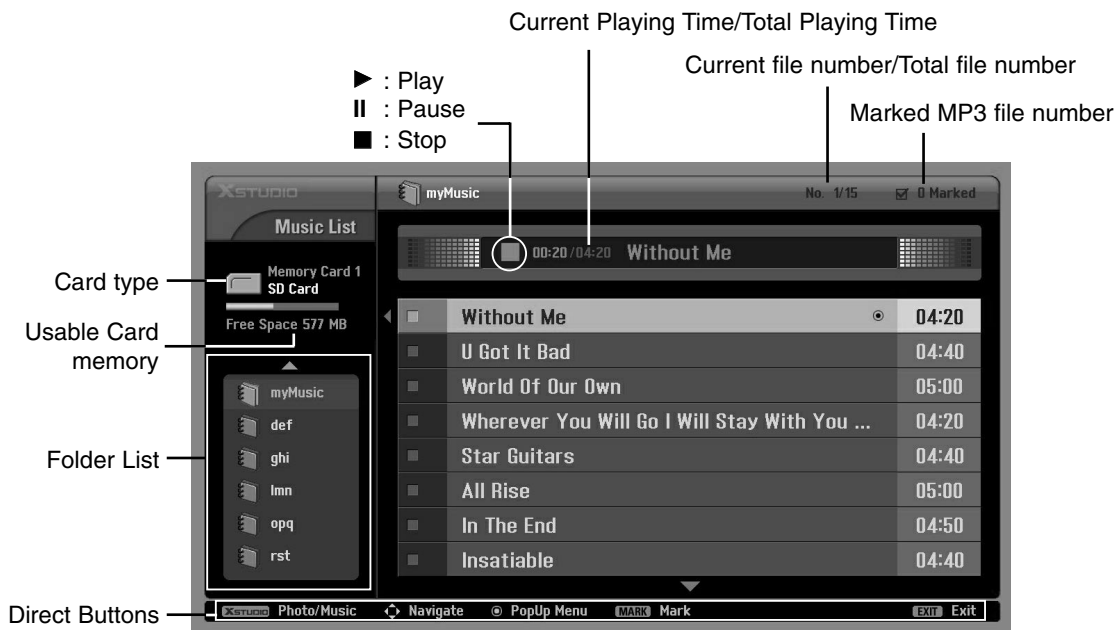 Current Playing Time/Total Playing Time
Current file number/Total file number
Marked MP3 file number
: Play
: Pause
: Stop
XSTUDIO
Music List
myMusic
No. 1/15
0 Marked
00:20/04:20 Without Me
Card type
Memory Card 1
SD Card
Usable Card
memory
Free Space 577 MB
Without Me 04:20
U Got It Bad 04:40
World Of Our Own 05:00
Wherever You Will Go I Will Stay With You ... 04:20
Star Guitars 04:40
All Rise 05:00
In The End 04:50
Insatiable 04:40
Folder List
myMusic
def
ghi
lmn
opq
rst
Direct Buttons
XSTUDIO Photo/Music Navigate PopUp Menu MARK Mark EXIT Exit